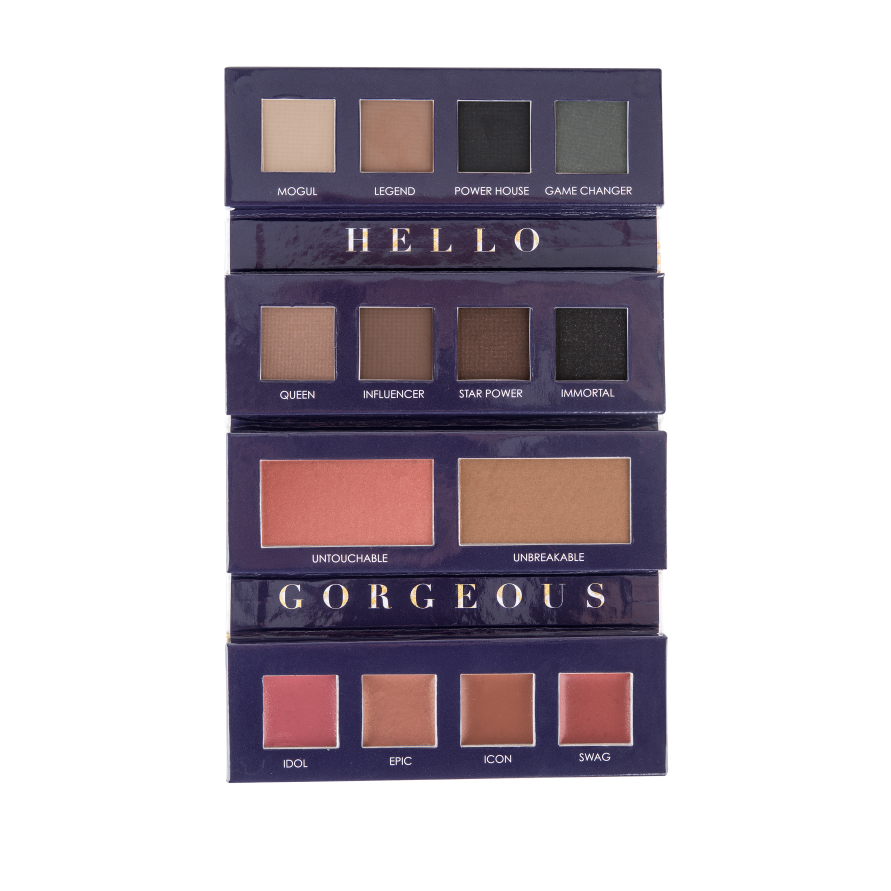 MOGUL LEGEND POWER HOUSE GAME CHANGER
HELLO
QUEEN INFLUENCER STAR POWER IMMORTAL
UNTOUCHABLE UNBREAKABLE
GORGEOUS
IDOL EPIC ICON SWAG